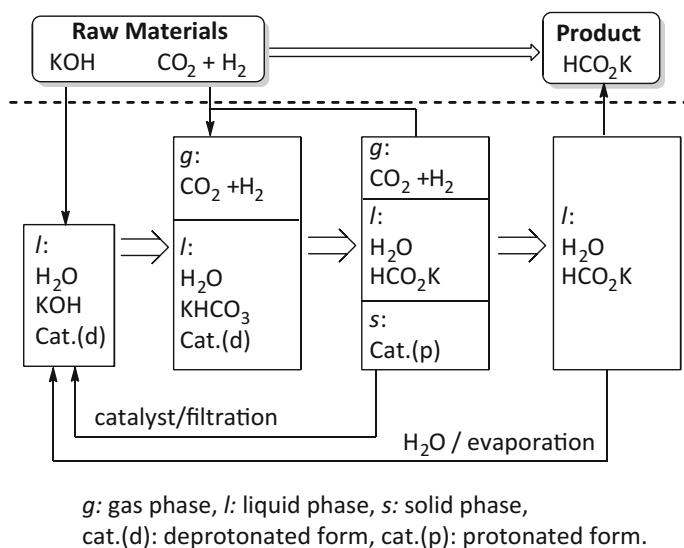 Raw Materials
KOH CO₂ + H₂
Product
HCO₂K
l:
H₂O
KOH
Cat.(d)
g:
CO₂ +H₂
l:
H₂O
KHCO₃
Cat.(d)
g:
CO₂ +H₂
l:
H₂O
HCO₂K
s:
Cat.(p)
l:
H₂O
HCO₂K
catalyst/filtration
H₂O / evaporation
g: gas phase, l: liquid phase, s: solid phase,
cat.(d): deprotonated form, cat.(p): protonated form.